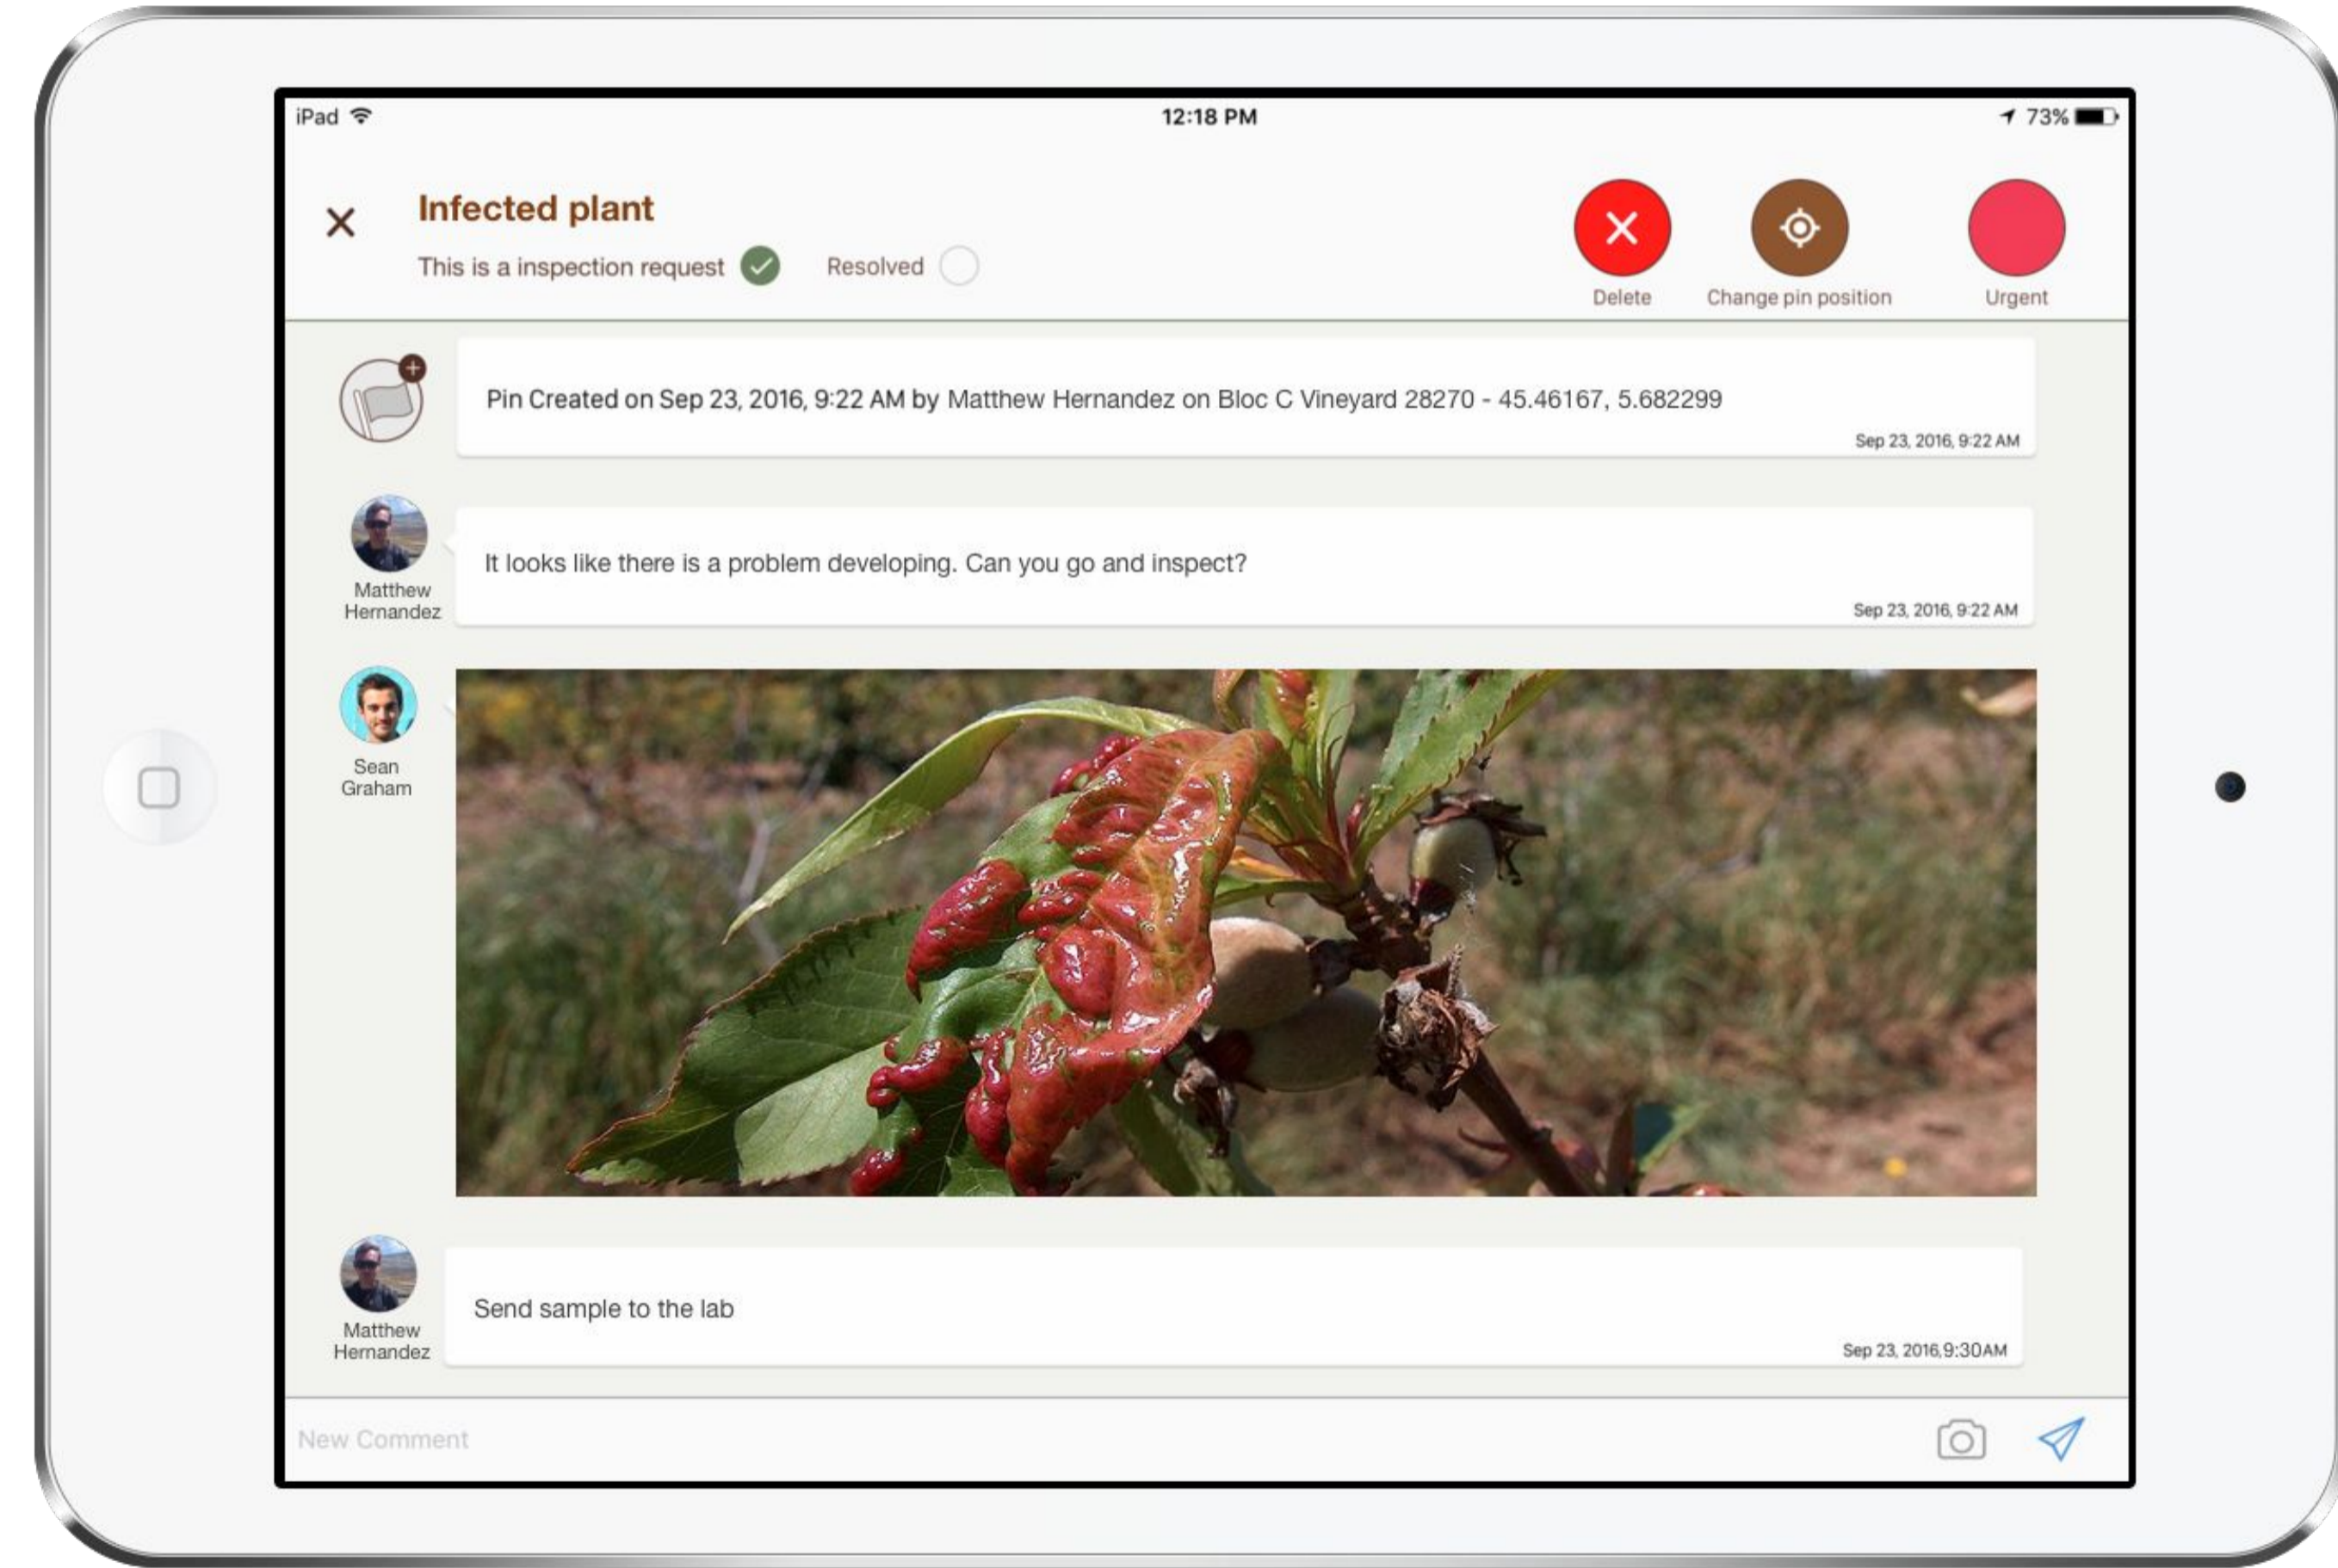 iPad
12:18 PM
73%
Infected plant
This is a inspection request
Resolved
Delete
Change pin position
Urgent
Pin Created on Sep 23, 2016, 9:22 AM by Matthew Hernandez on Bloc C Vineyard 28270 - 45.46167, 5.682299
Sep 23, 2016, 9:22 AM
Matthew
Hernandez
It looks like there is a problem developing. Can you go and inspect?
Sep 23, 2016, 9:22 AM
Sean
Graham
Matthew
Hernandez
Send sample to the lab
Sep 23, 2016,9:30AM
New Comment